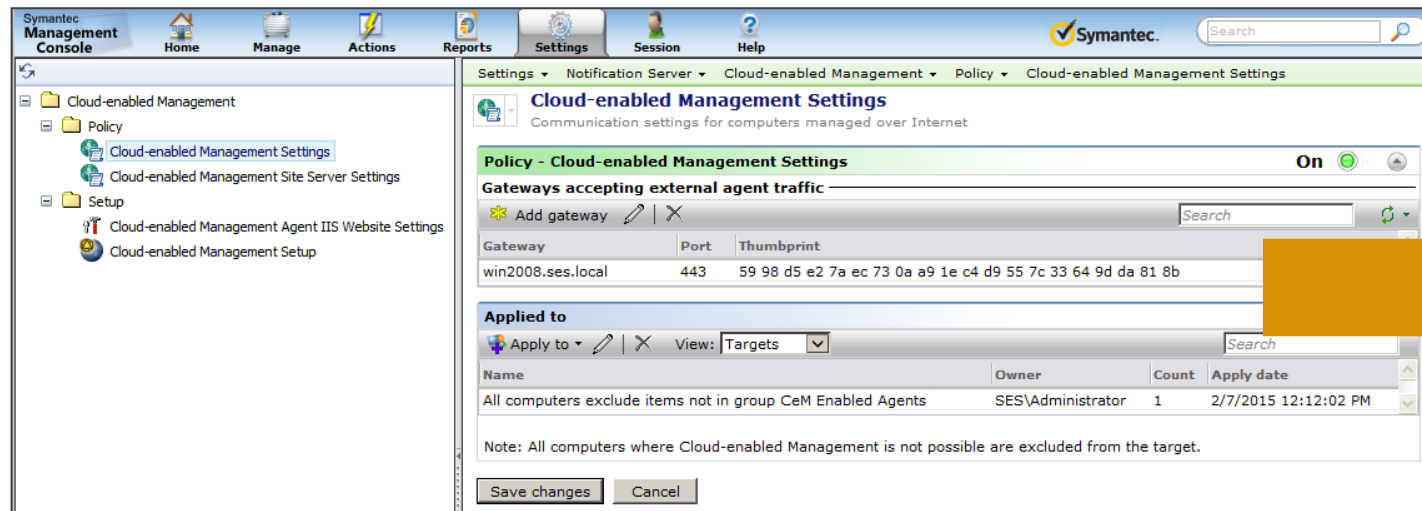 Symantec
Management
Console
Home
Manage
Actions
Reports
Settings
Session
Help
Symantec.
Search
Cloud-enabled Management
Policy
Cloud-enabled Management Settings
Cloud-enabled Management Site Server Settings
Setup
Cloud-enabled Management Agent IIS Website Settings
Cloud-enabled Management Setup
Settings Notification Server Cloud-enabled Management Policy Cloud-enabled Management Settings
Cloud-enabled Management Settings
Communication settings for computers managed over Internet
Policy - Cloud-enabled Management Settings On
Gateways accepting external agent traffic
Add gateway Search
Gateway Port Thumbprint
win2008.ses.local 443 59 98 d5 e2 7a ec 73 0a a9 1e c4 d9 55 7c 33 64 9d da 81 8b
Applied to
Apply to View: Targets Search
Name Owner Count Apply date
All computers exclude items not in group CeM Enabled Agents SES\Administrator 1 2/7/2015 12:12:02 PM
Note: All computers where Cloud-enabled Management is not possible are excluded from the target.
Save changes Cancel